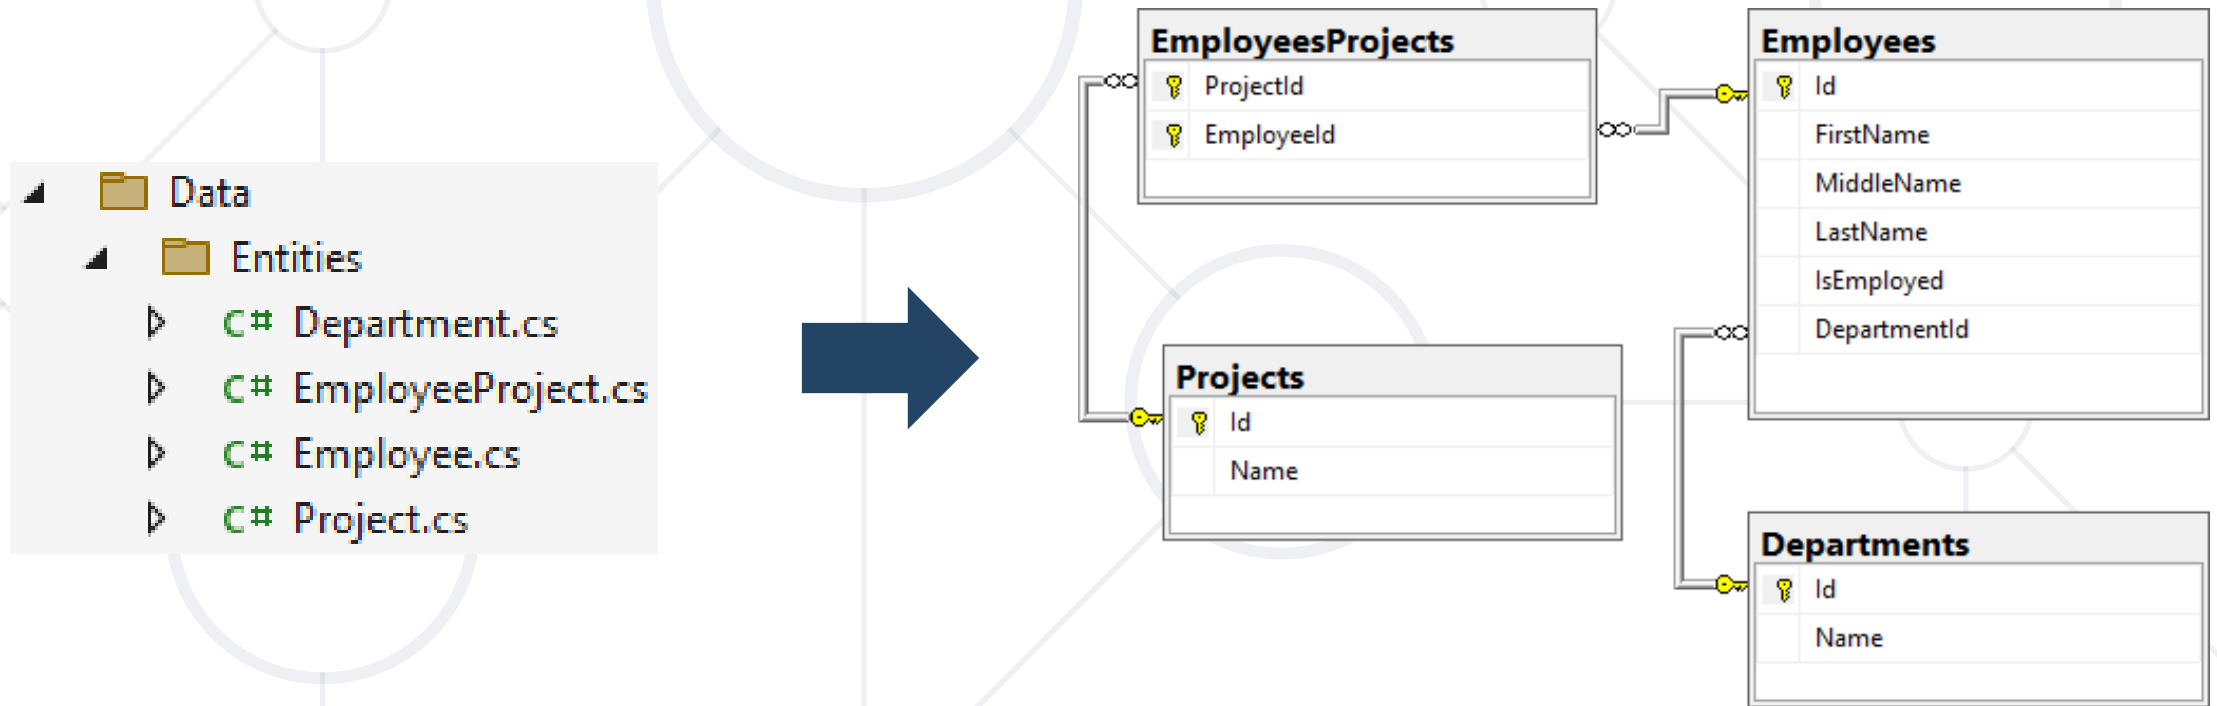 Data
Entities
C# Department.cs
C# EmployeeProject.cs
C# Employee.cs
C# Project.cs
EmployeesProjects
ProjectId
EmployeeId
Projects
Id
Name
Employees
Id
FirstName
MiddleName
LastName
IsEmployed
DepartmentId
Departments
Id
Name